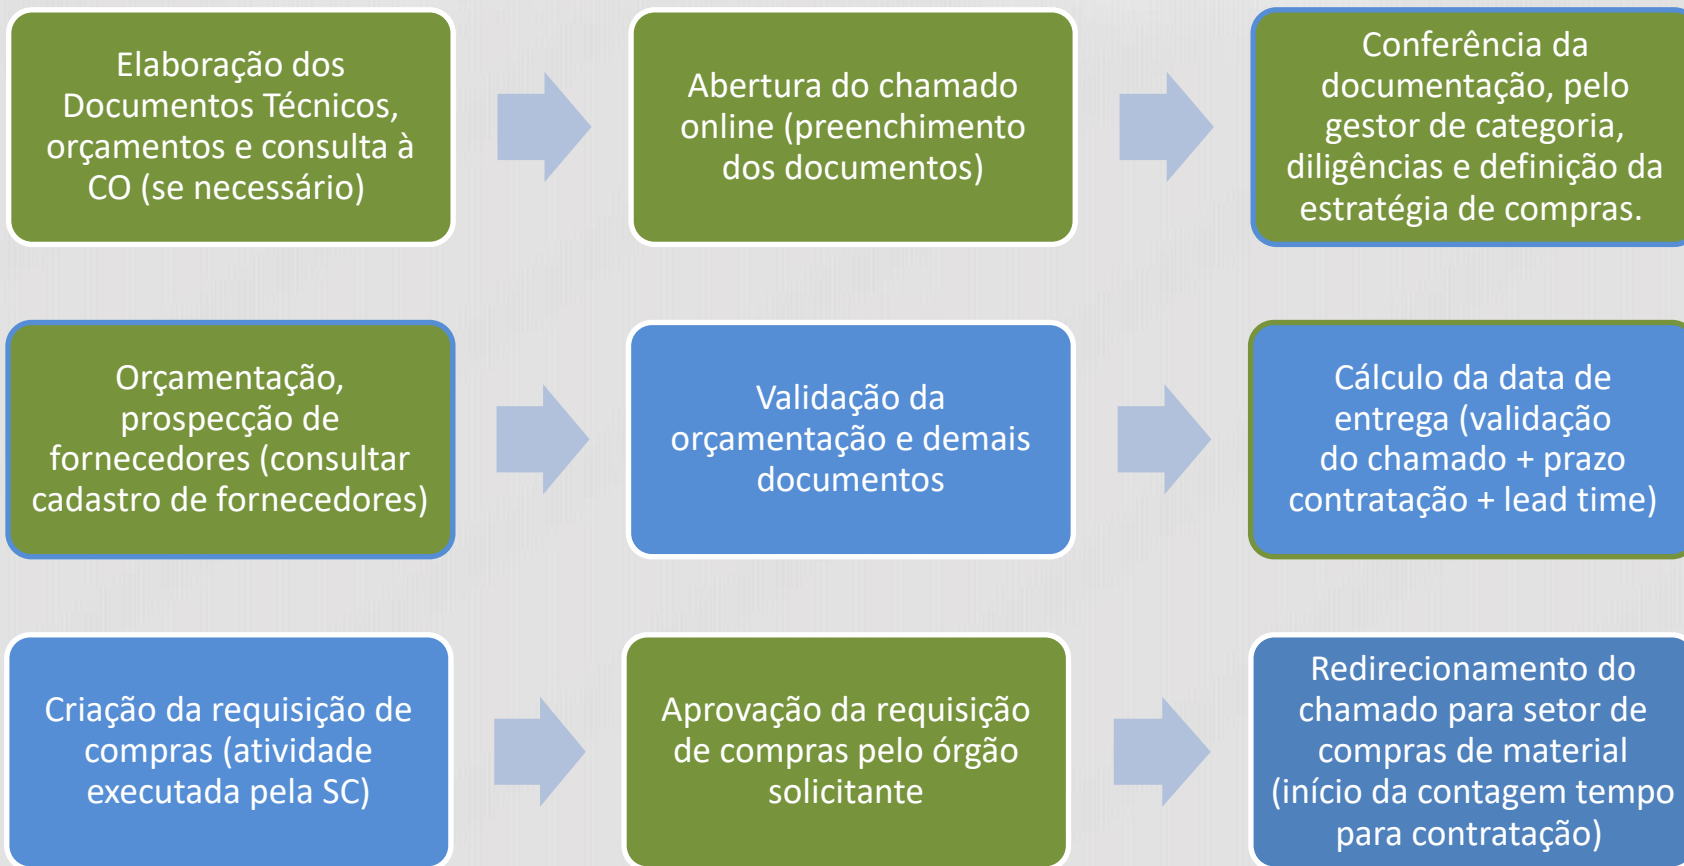 Elaboração dos
Documentos Técnicos,
orçamentos e consulta à
CO (se necessário)
Abertura do chamado
online (preenchimento
dos documentos)
Conferência da
documentação, pelo
gestor de categoria,
diligências e definição da
estratégia de compras.
Orçamentação,
prospecção de
fornecedores (consultar
cadastro de fornecedores)
Validação da
orçamentação e demais
documentos
Cálculo da data de
entrega (validação
do chamado + prazo
contratação + lead time)
Criação da requisição de
compras (atividade
executada pela SC)
Aprovação da requisição
de compras pelo órgão
solicitante
Redirecionamento do
chamado para setor de
compras de material
(início da contagem tempo
para contratação)